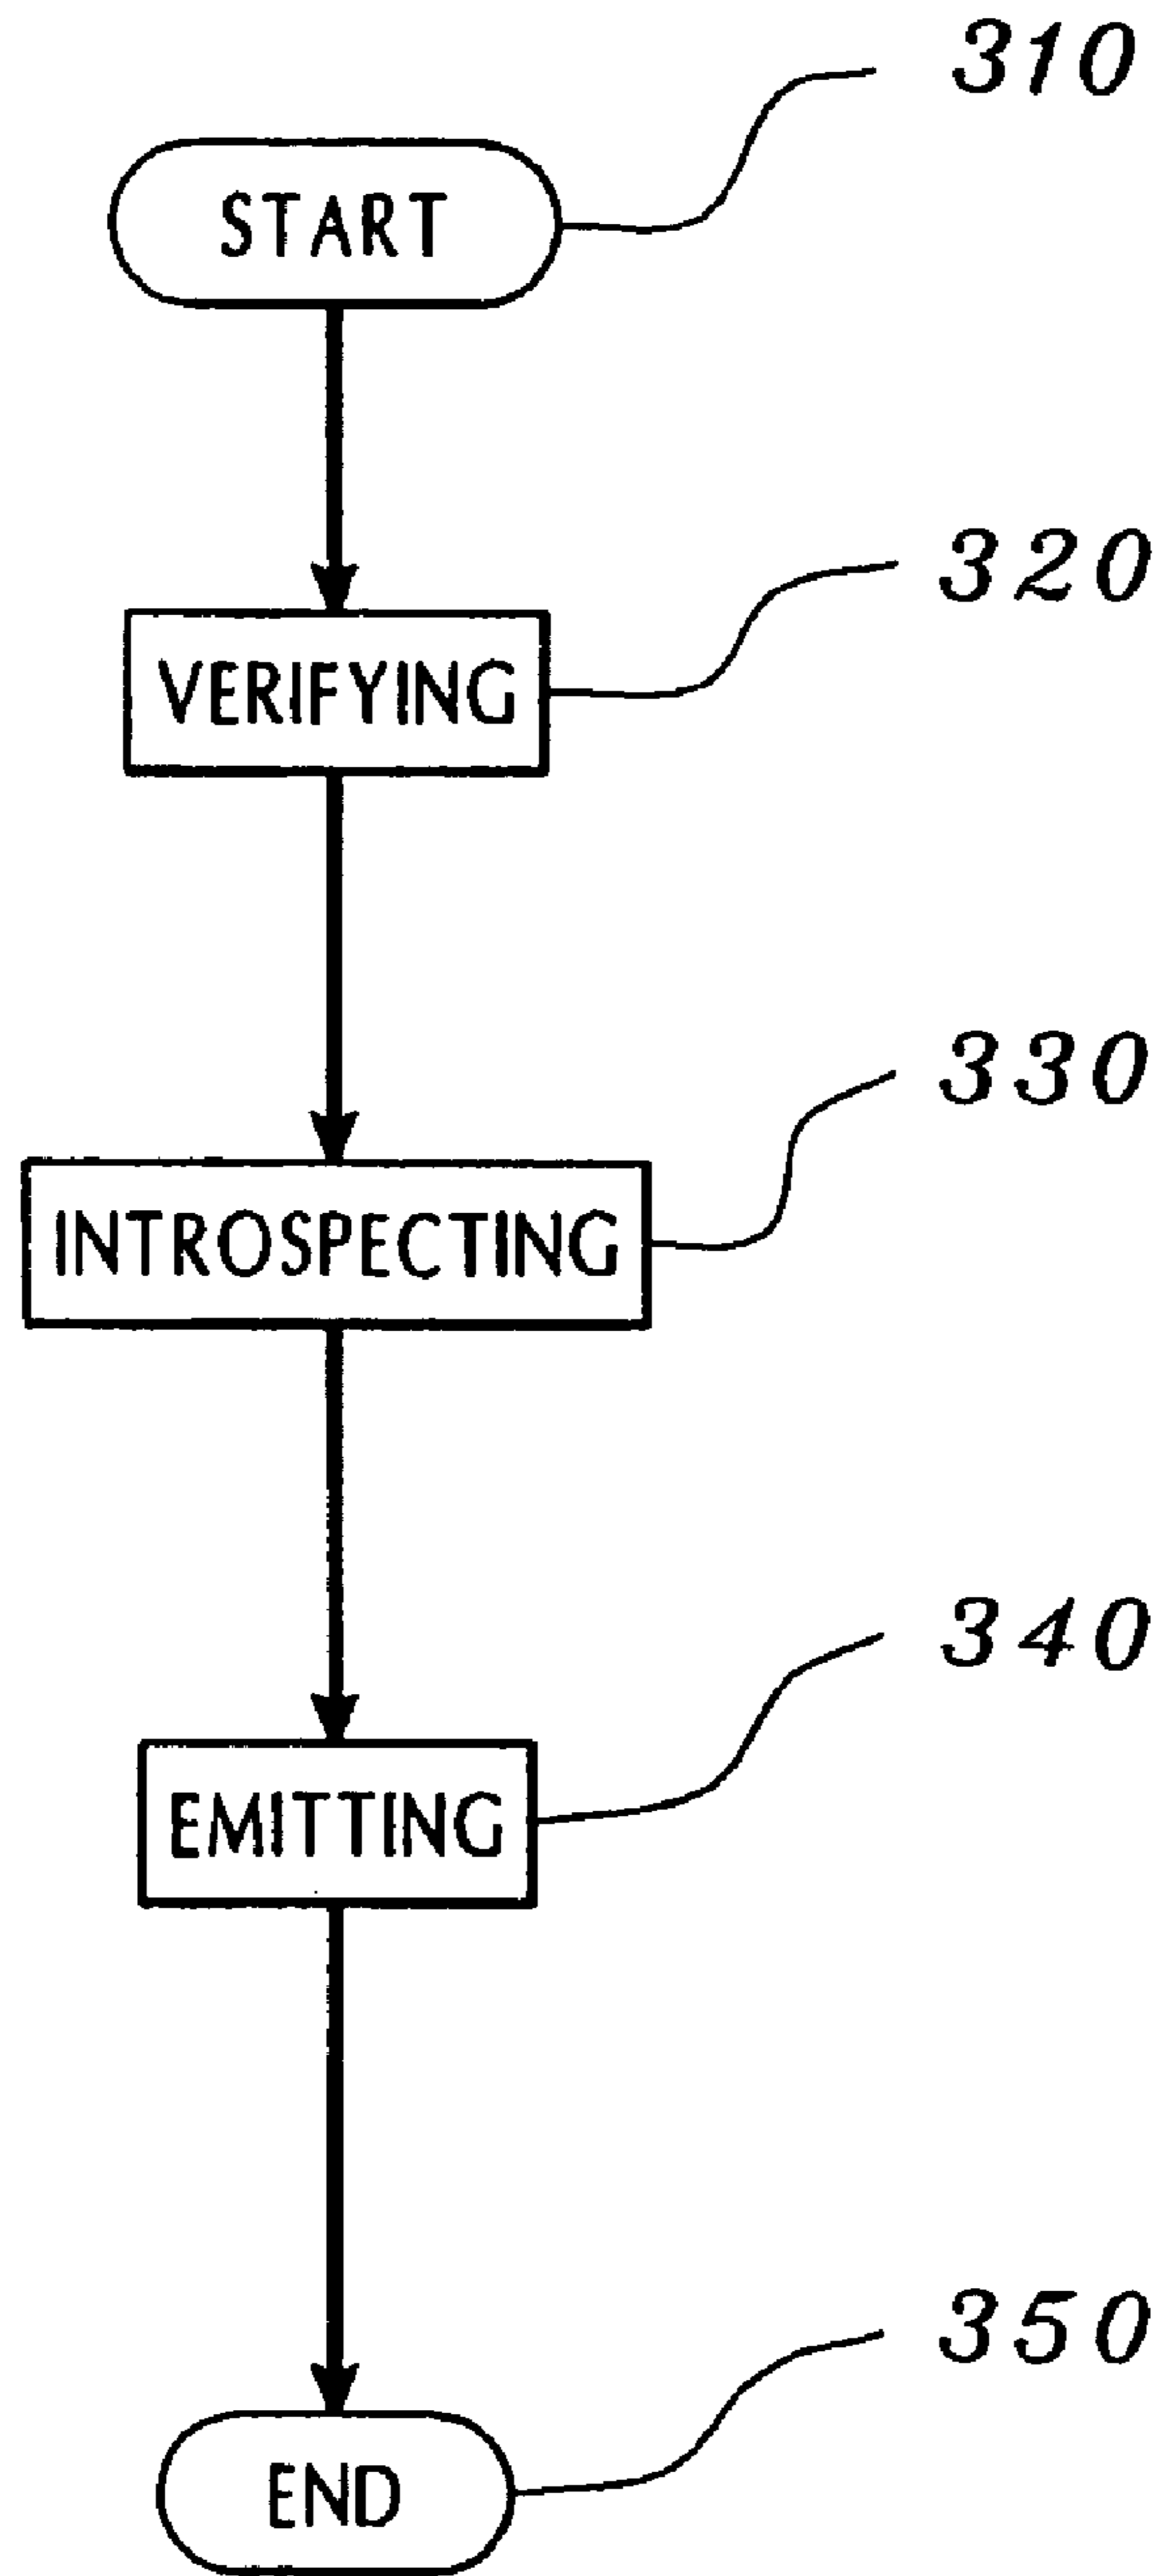 310
START
320
VERIFYING
330
INTROSPECTING
340
EMITTING
350
END